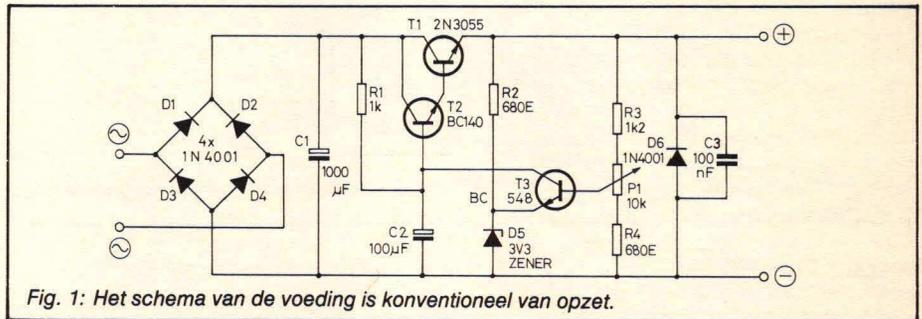 T1 2N3055
D1
D2
4x
1N4001
D3
D4
C1
1000
µF
R1
1k
T2
BC140
C2
100µF
R2
680E
BC
T3
548
D5
3V3
ZENER
R3
1k2
D6
1N4001
P1
10k
R4
680E
C3
100
nF
+
−
Fig. 1: Het schema van de voeding is konventioneel van opzet.